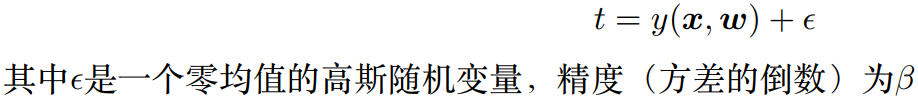 t = y(x, w) + ϵ
其中ϵ是一个零均值的高斯随机变量，精度（方差的倒数）为β